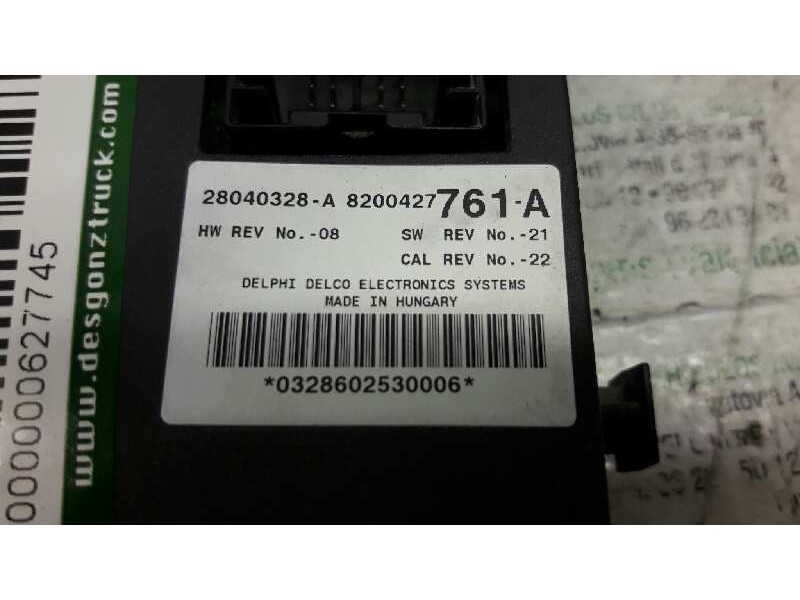 28040328-A 8200427761-A
HW REV No.-08 SW REV No.-21
CAL REV No.-22
DELPHI DELCO ELECTRONICS SYSTEMS
MADE IN HUNGARY
*0328602530006*
www.desgonztruck.com
000000627745